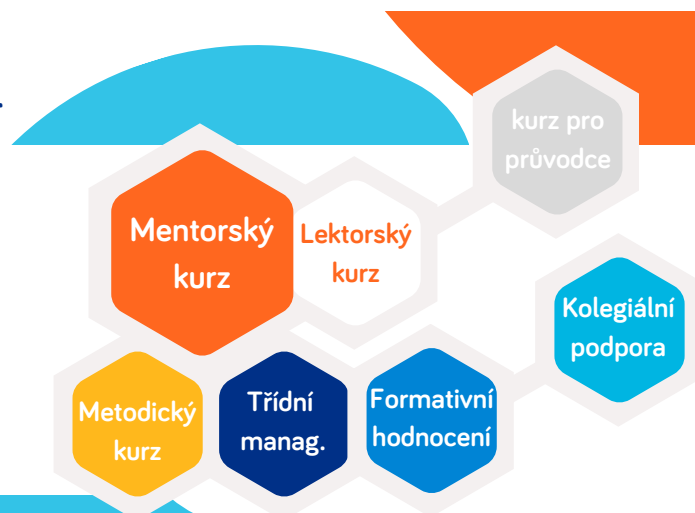 kurz pro
průvodce
Mentorský
kurz
Lektorský
kurz
Kolegiální
podpora
Metodický
kurz
Třídní
manag.
Formativní
hodnocení